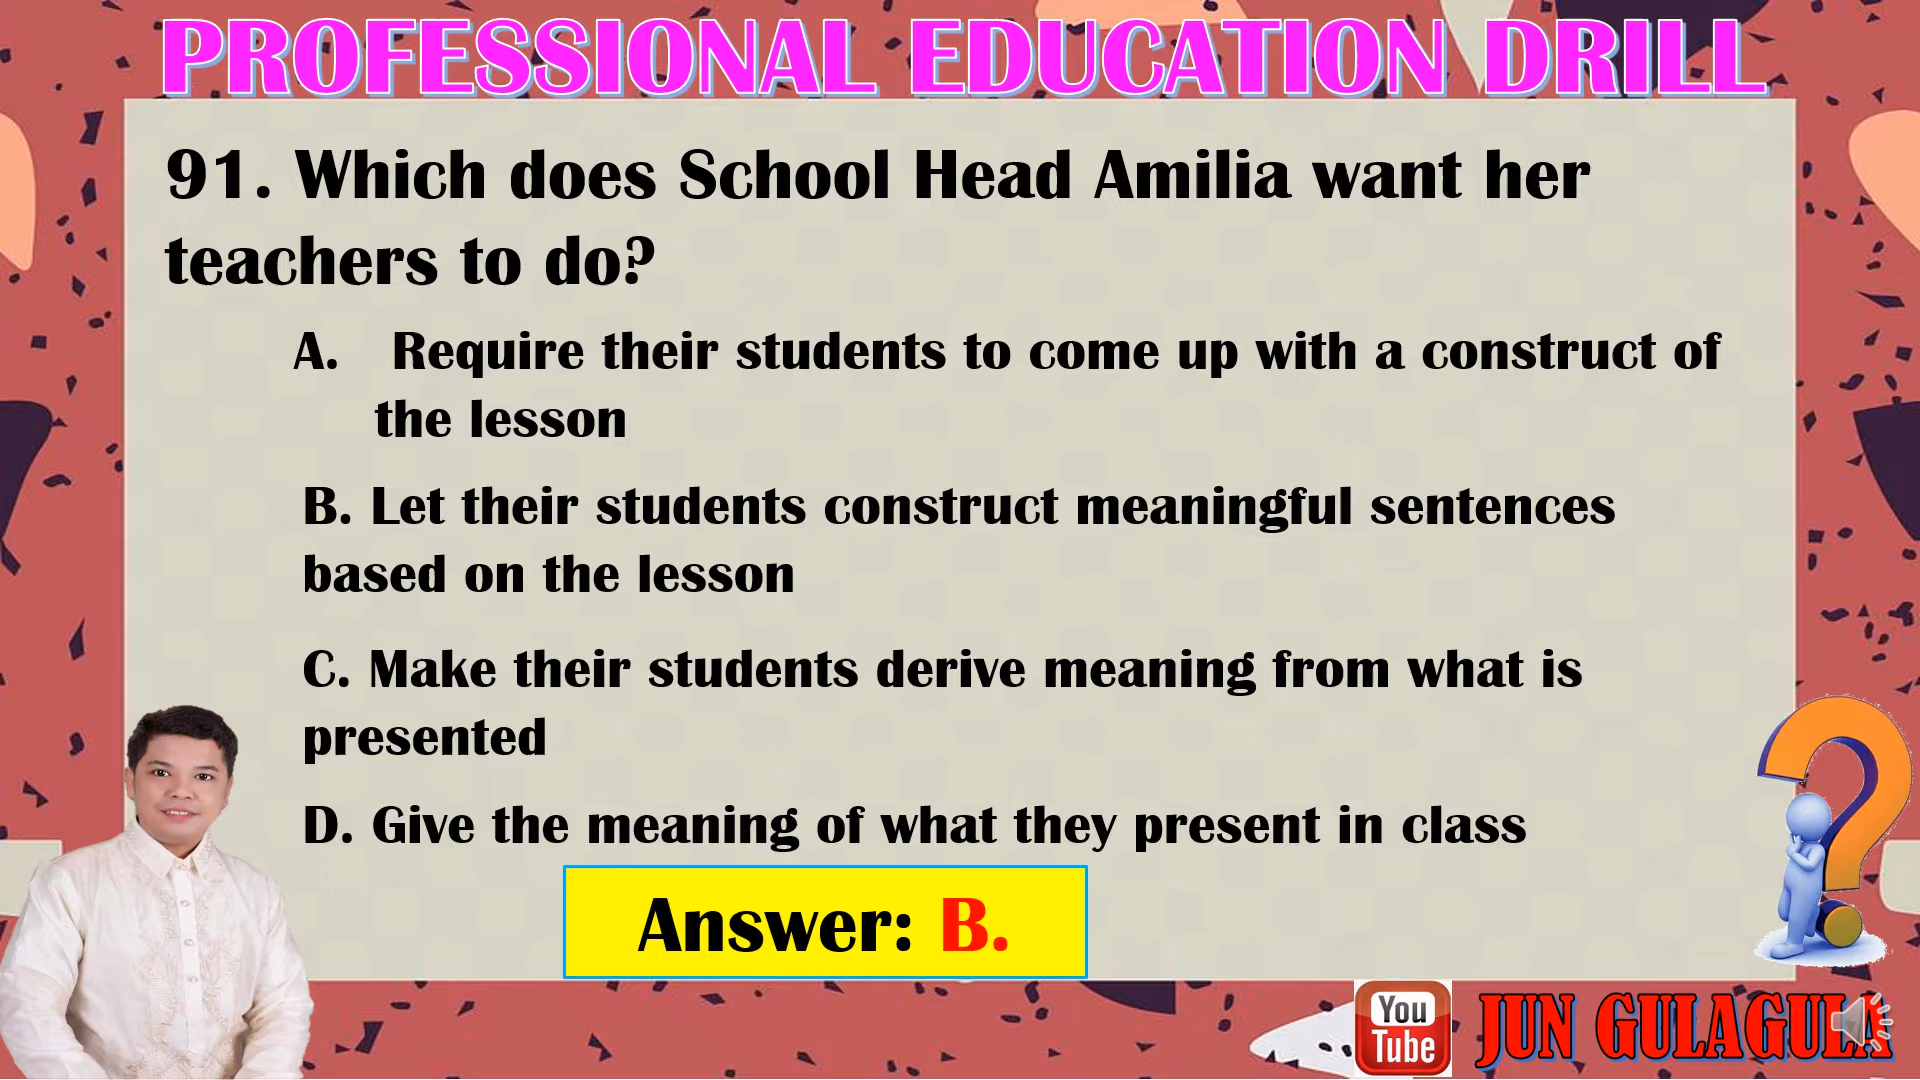 PROFESSIONAL EDUCATION DRILL
91. Which does School Head Amilia want her
teachers to do?
A. Require their students to come up with a construct of
the lesson
B. Let their students construct meaningful sentences
based on the lesson
C. Make their students derive meaning from what is
presented
D. Give the meaning of what they present in class
Answer: B.
You
Tube
JUN GULAGULA